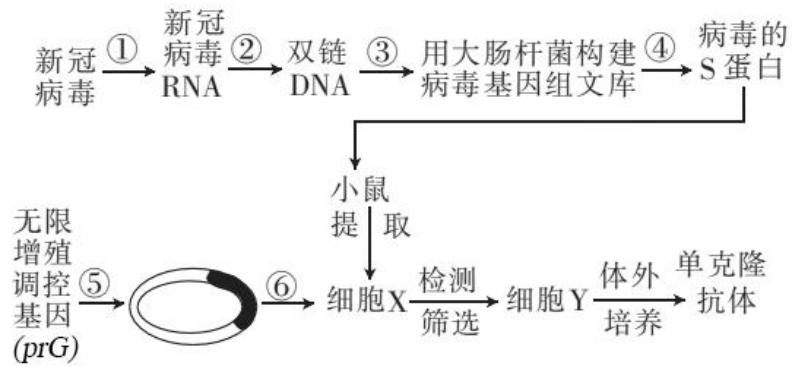 新冠
病毒
①
新冠
病毒
RNA
②
双链
DNA
③
用大肠杆菌构建
病毒基因组文库
④
病毒的
S蛋白
小鼠
提 取
无限
增殖
调控
基因
(prG)
⑤
⑥
细胞X
检测
筛选
细胞Y
体外
培养
单克隆
抗体